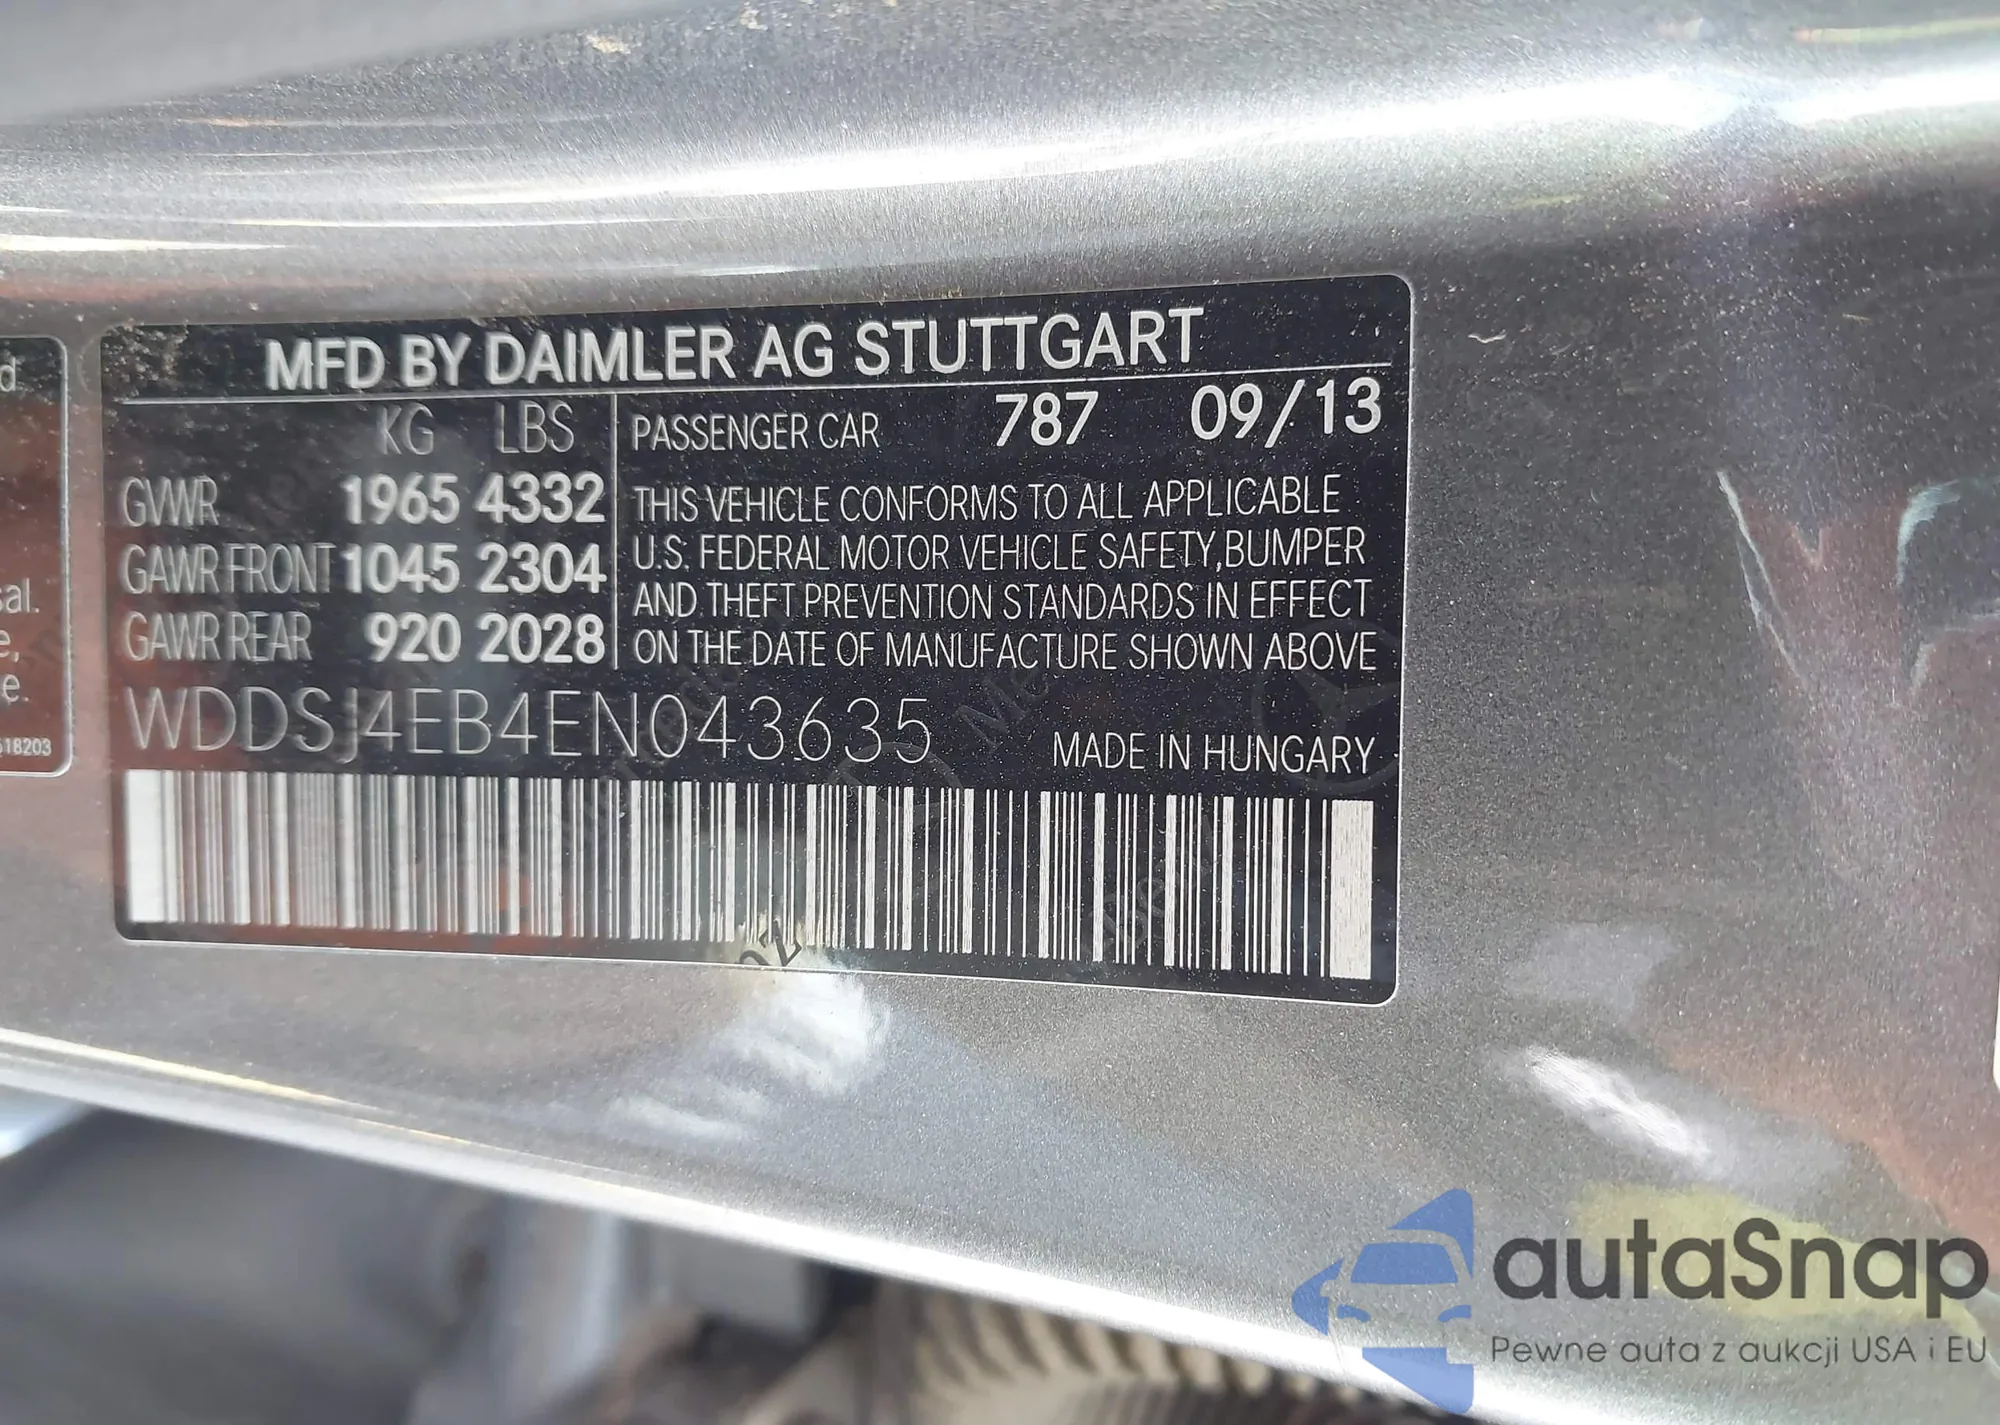 MFD BY DAIMLER AG STUTTGART
KG LBS
GVWR 1965 4332
GAWR FRONT 1045 2304
GAWR REAR 920 2028
PASSENGER CAR 787 09/13
THIS VEHICLE CONFORMS TO ALL APPLICABLE
U.S. FEDERAL MOTOR VEHICLE SAFETY,BUMPER
AND THEFT PREVENTION STANDARDS IN EFFECT
ON THE DATE OF MANUFACTURE SHOWN ABOVE
WDDSJ4EB4EN043635
MADE IN HUNGARY
autaSnap
Pewne auta z aukcji USA i EU